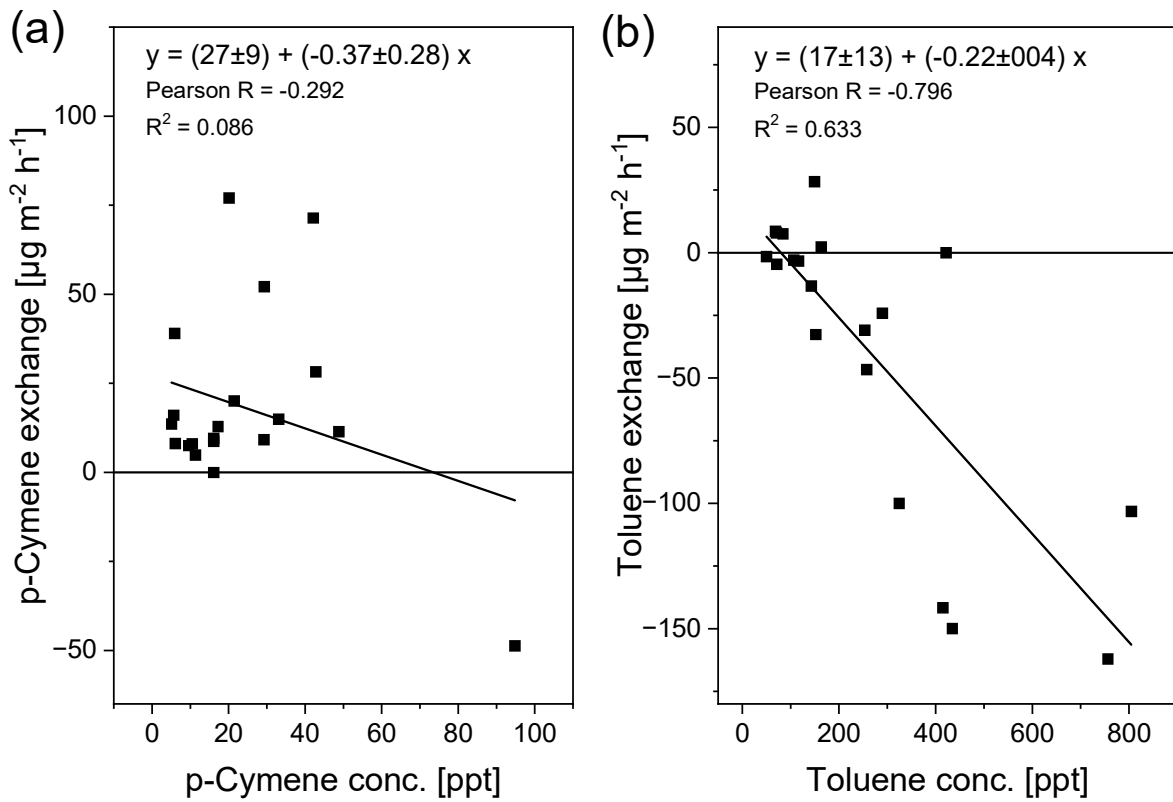 (a)
y = (27±9) + (-0.37±0.28) x
Pearson R = -0.292
R² = 0.086
p-Cymene exchange [µg m⁻² h⁻¹]
100
50
0
−50
0 20 40 60 80 100
p-Cymene conc. [ppt]
(b)
y = (17±13) + (-0.22±004) x
Pearson R = -0.796
R² = 0.633
Toluene exchange [µg m⁻² h⁻¹]
50
0
−50
−100
−150
0 200 400 600 800
Toluene conc. [ppt]